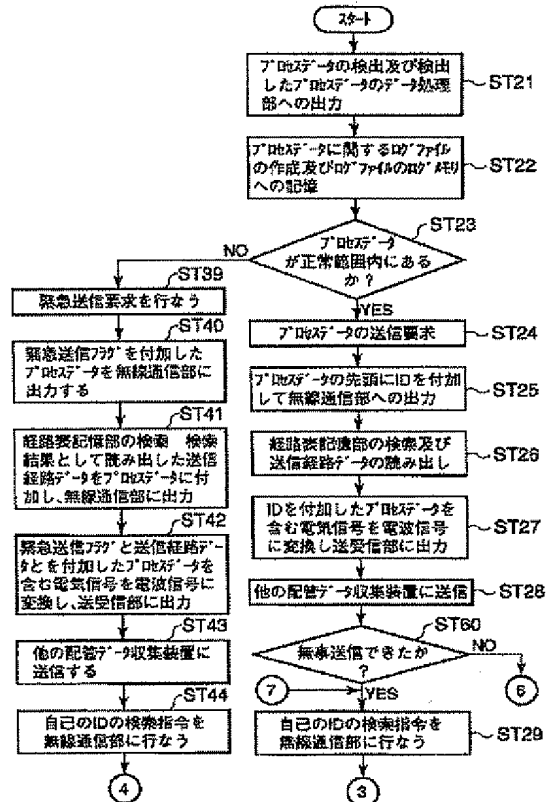 スタート
プロセスデータの検出及び検出
したプロセスデータのデータ処理
部への出力
ST21
プロセスデータに関するログファイル
の作成及びログファイルのログメモリ
への記憶
ST22
ST23
プロセスデータ
が正常範囲内にある
か?
NO
YES
ST39
緊急送信要求を行なう
ST40
緊急送信フラグを付加した
プロセスデータを無線通信部に
出力する
ST41
経路表記憶部の検索 検索
結果として読み出した送信
経路データをプロセスデータに付
加し、無線通信部に出力
ST42
緊急送信フラグと送信経路デー
タとを付加したプロセスデータを
含む電気信号を電波信号に
変換し、送受信部に出力
ST43
他の配管データ収集装置に
送信する
ST44
自己のIDの検索指令を
無線通信部に行なう
4
プロセスデータの送信要求
ST24
プロセスデータの先頭にIDを付加
して無線通信部への出力
ST25
経路表記憶部の検索及び
送信経路データの読み出し
ST26
IDを付加したプロセスデータを
含む電気信号を電波信号
に変換し送受信部に出力
ST27
他の配管データ収集装置に送信
ST28
ST60
無事送信できたか
?
NO
6
7
YES
自己のIDの検索指令を
無線通信部に行なう
ST29
3